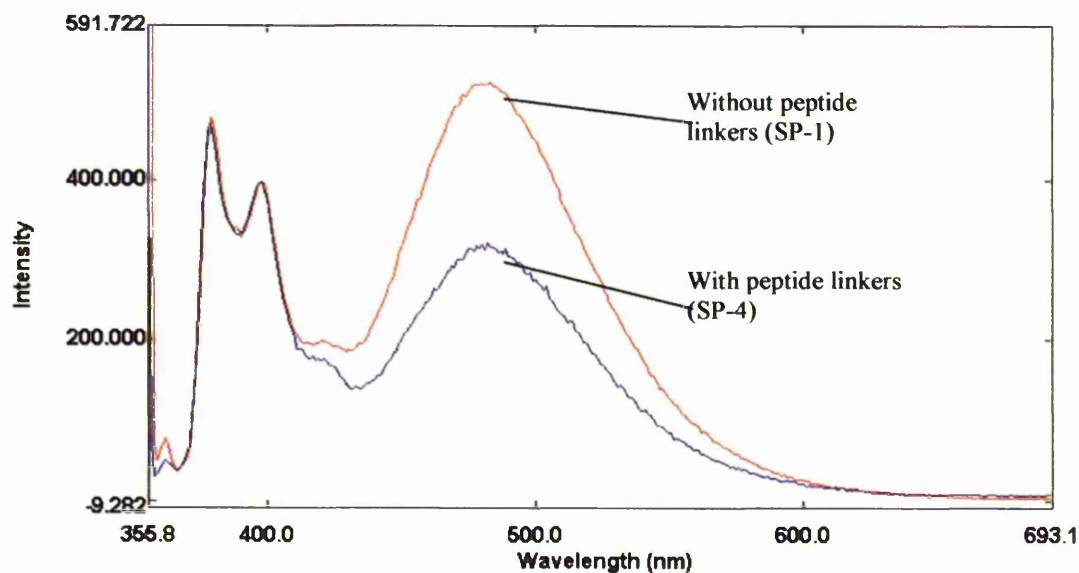 591.722
400.000
200.000
-9.282
Intensity
355.8
400.0
500.0
600.0
693.1
Wavelength (nm)
Without peptide
linkers (SP-1)
With peptide linkers
(SP-4)